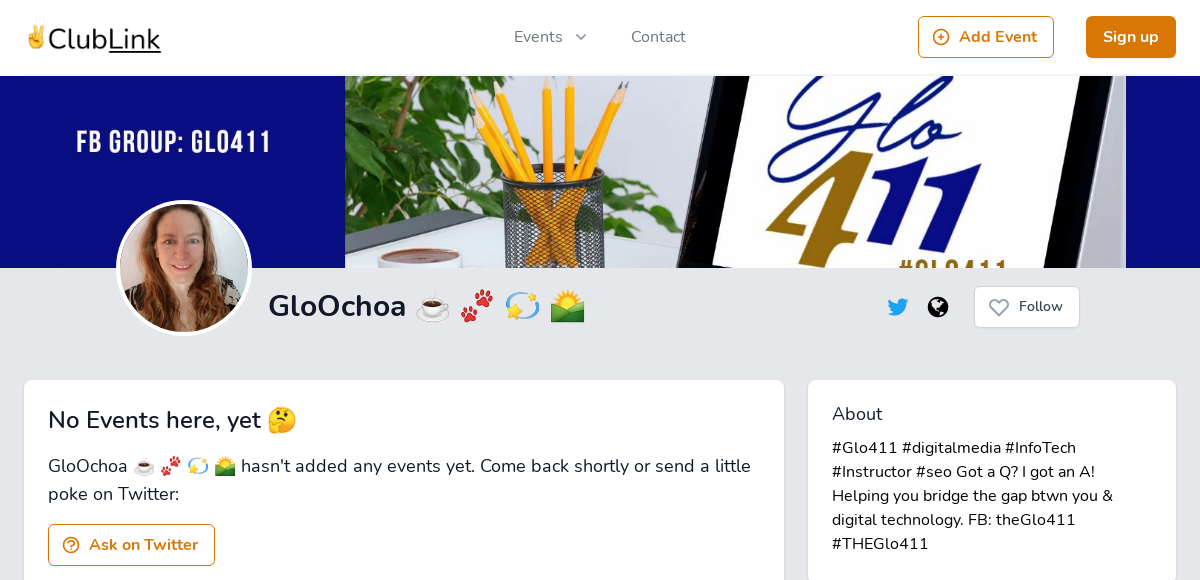 ✌ClubLink
Events
Contact
Add Event
Sign up
FB GROUP: GLO411
Glo
411
#GLO411
GloOchoa ☕ 🐾 💫 🌄
Follow
No Events here, yet 🤔
GloOchoa ☕ 🐾 💫 🌄 hasn't added any events yet. Come back shortly or send a little
poke on Twitter:
Ask on Twitter
About
#Glo411 #digitalmedia #InfoTech
#Instructor #seo Got a Q? I got an A!
Helping you bridge the gap btwn you &
digital technology. FB: theGlo411
#THEGlo411